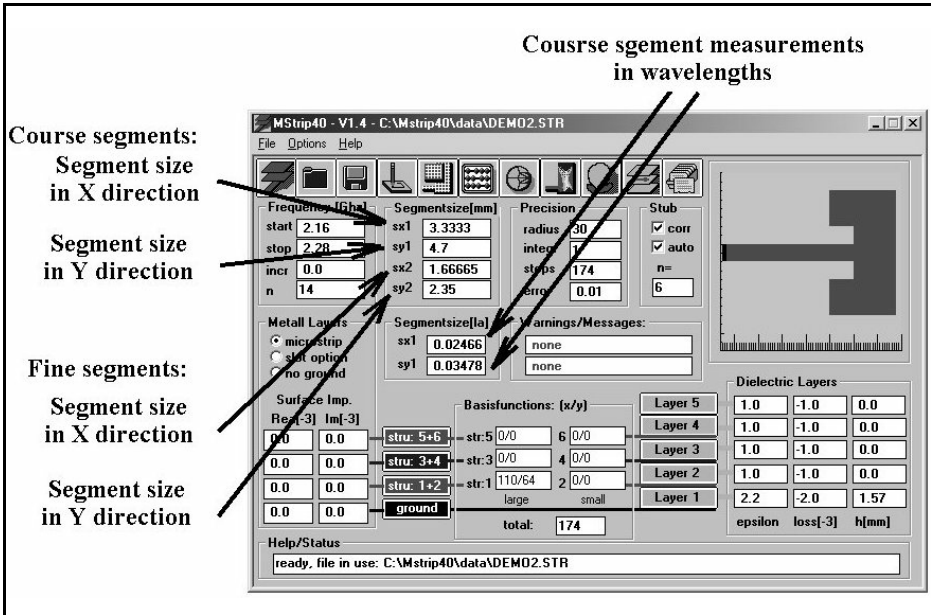 Cousrse sgement measurements
in wavelengths
Course segments:
Segment size
in X direction
Segment size
in Y direction
Fine segments:
Segment size
in X direction
Segment size
in Y direction
MStrip40 - V1.4 - C:\Mstrip40\data\DEMO2.STR
File Options Help
Frequency [Ghz]
start 2.16
stop 2.28
incr 0.0
n 14
Segmentsize[mm]
sx1 3.3333
sy1 4.7
sx2 1.66665
sy2 2.35
Precision
radius 30
integr
steps 174
error 0.01
Stub
corr
auto
n=
6
Metall Layers
microstrip
slot option
no ground
Segmentsize[la]
sx1 0.02466
sy1 0.03478
Warnings/Messages:
none
none
Surface Imp.
Rea[-3] Im[-3]
0.0 0.0
0.0 0.0
0.0 0.0
0.0 0.0
stru: 5+6
stru: 3+4
stru: 1+2
ground
Basisfunctions: (x/y)
str:5 0/0 6 0/0
str:3 0/0 4 0/0
str:1 110/64 2 0/0
large small
total: 174
Layer 5
Layer 4
Layer 3
Layer 2
Layer 1
Dielectric Layers
1.0 -1.0 0.0
1.0 -1.0 0.0
1.0 -1.0 0.0
1.0 -1.0 0.0
2.2 -2.0 1.57
epsilon loss[-3] h[mm]
Help/Status
ready, file in use: C:\Mstrip40\data\DEMO2.STR